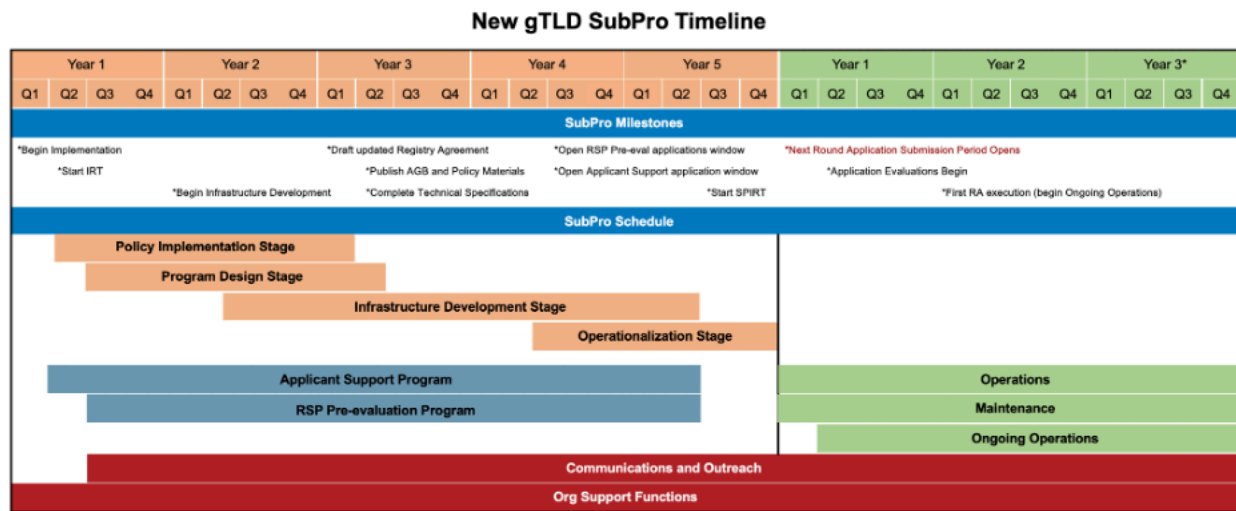 New gTLD SubPro Timeline
Year 1 Year 2 Year 3 Year 4 Year 5 Year 1 Year 2 Year 3*
Q1 Q2 Q3 Q4 Q1 Q2 Q3 Q4 Q1 Q2 Q3 Q4 Q1 Q2 Q3 Q4 Q1 Q2 Q3 Q4 Q1 Q2 Q3 Q4 Q1 Q2 Q3 Q4 Q1 Q2 Q3 Q4
SubPro Milestones
*Begin Implementation *Draft updated Registry Agreement *Open RSP Pre-eval applications window *Next Round Application Submission Period Opens
*Start IRT *Publish AGB and Policy Materials *Open Applicant Support application window *Application Evaluations Begin
*Begin Infrastructure Development *Complete Technical Specifications *Start SPIRT *First RA execution (begin Ongoing Operations)
SubPro Schedule
Policy Implementation Stage
Program Design Stage
Infrastructure Development Stage
Operationalization Stage
Applicant Support Program Operations
RSP Pre-evaluation Program Maintenance
Ongoing Operations
Communications and Outreach
Org Support Functions